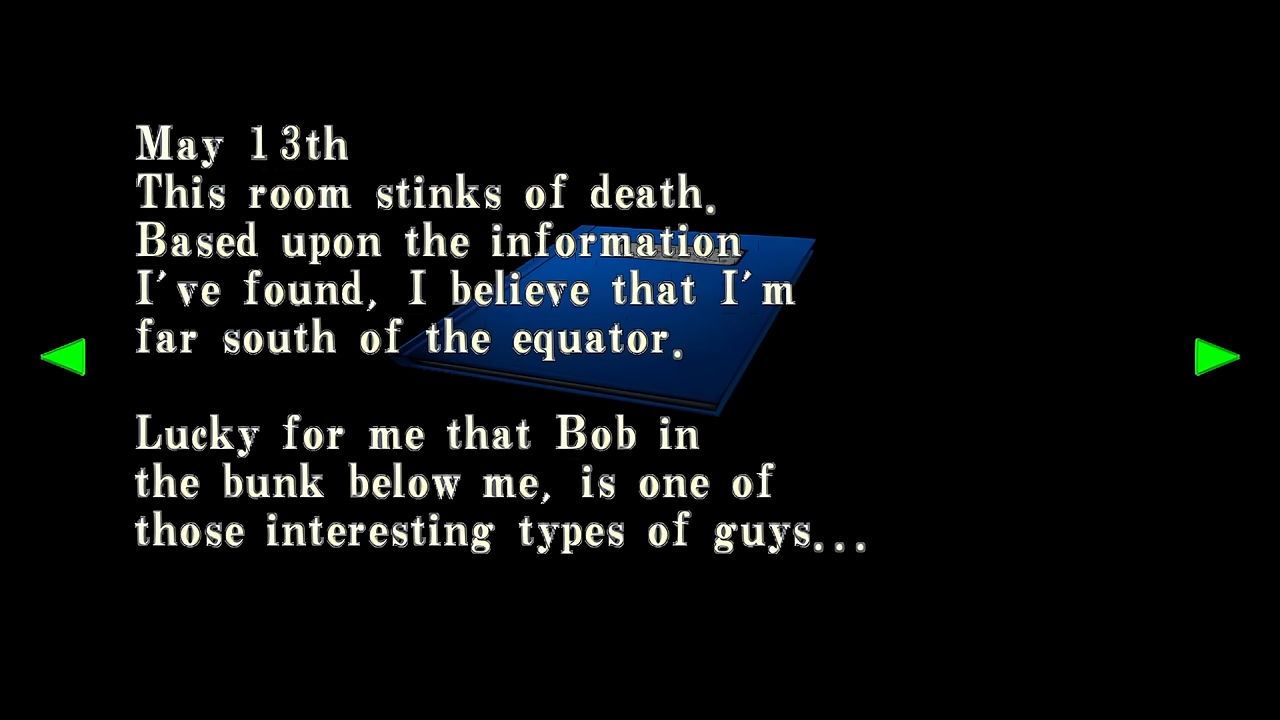 May 13th
This room stinks of death.
Based upon the information
I've found, I believe that I'm
far south of the equator.
Lucky for me that Bob in
the bunk below me, is one of
those interesting types of guys...